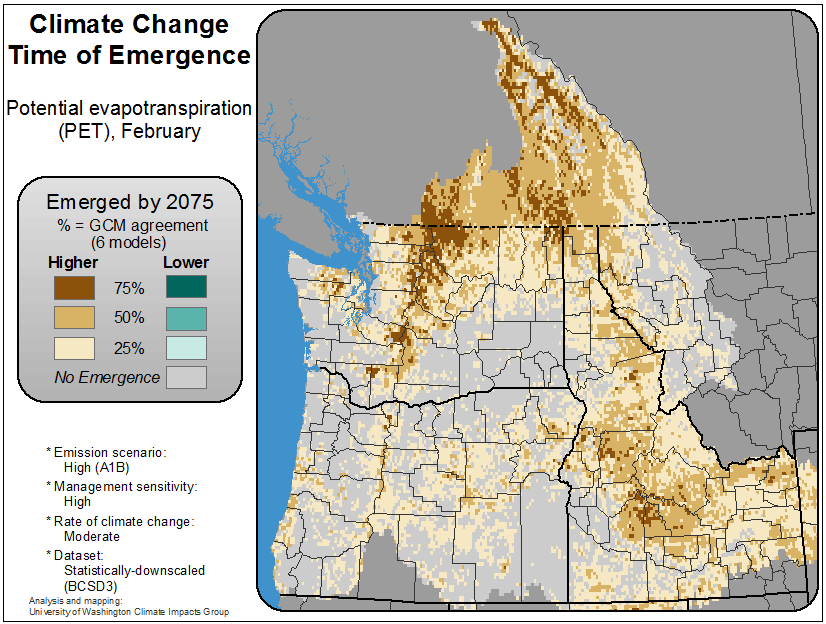 Climate Change
Time of Emergence
Potential evapotranspiration
(PET), February
Emerged by 2075
% = GCM agreement
(6 models)
Higher Lower
75%
50%
25%
No Emergence
* Emission scenario:
High (A1B)
* Management sensitivity:
High
* Rate of climate change:
Moderate
* Dataset:
Statistically-downscaled
(BCSD3)
Analysis and mapping:
University of Washington Climate Impacts Group